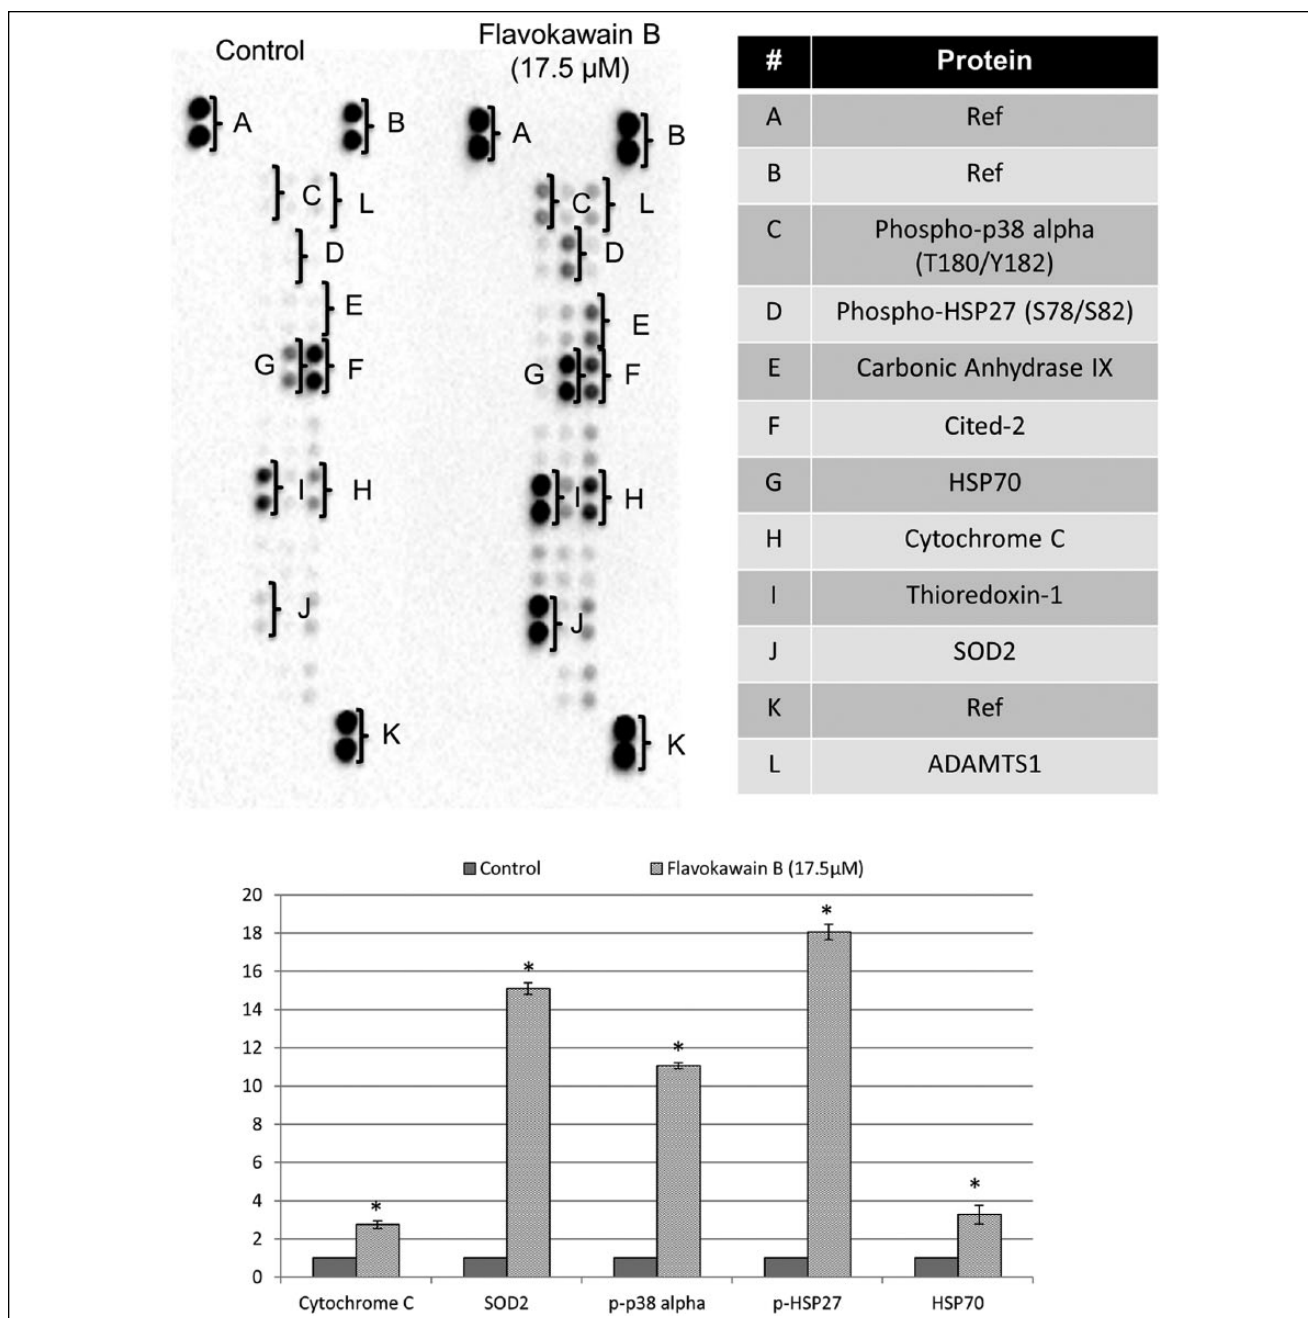 Control
Flavokawain B
(17.5 μM)
A
B
C
L
D
E
G
F
I
H
J
K
A
B
C
L
D
E
G
F
I
H
J
K
# Protein
A Ref
B Ref
C Phospho-p38 alpha
(T180/Y182)
D Phospho-HSP27 (S78/S82)
E Carbonic Anhydrase IX
F Cited-2
G HSP70
H Cytochrome C
I Thioredoxin-1
J SOD2
K Ref
L ADAMTS1
Control Flavokawain B (17.5μM)
20
18
16
14
12
10
8
6
4
2
0
* * * * *
Cytochrome C SOD2 p-p38 alpha p-HSP27 HSP70